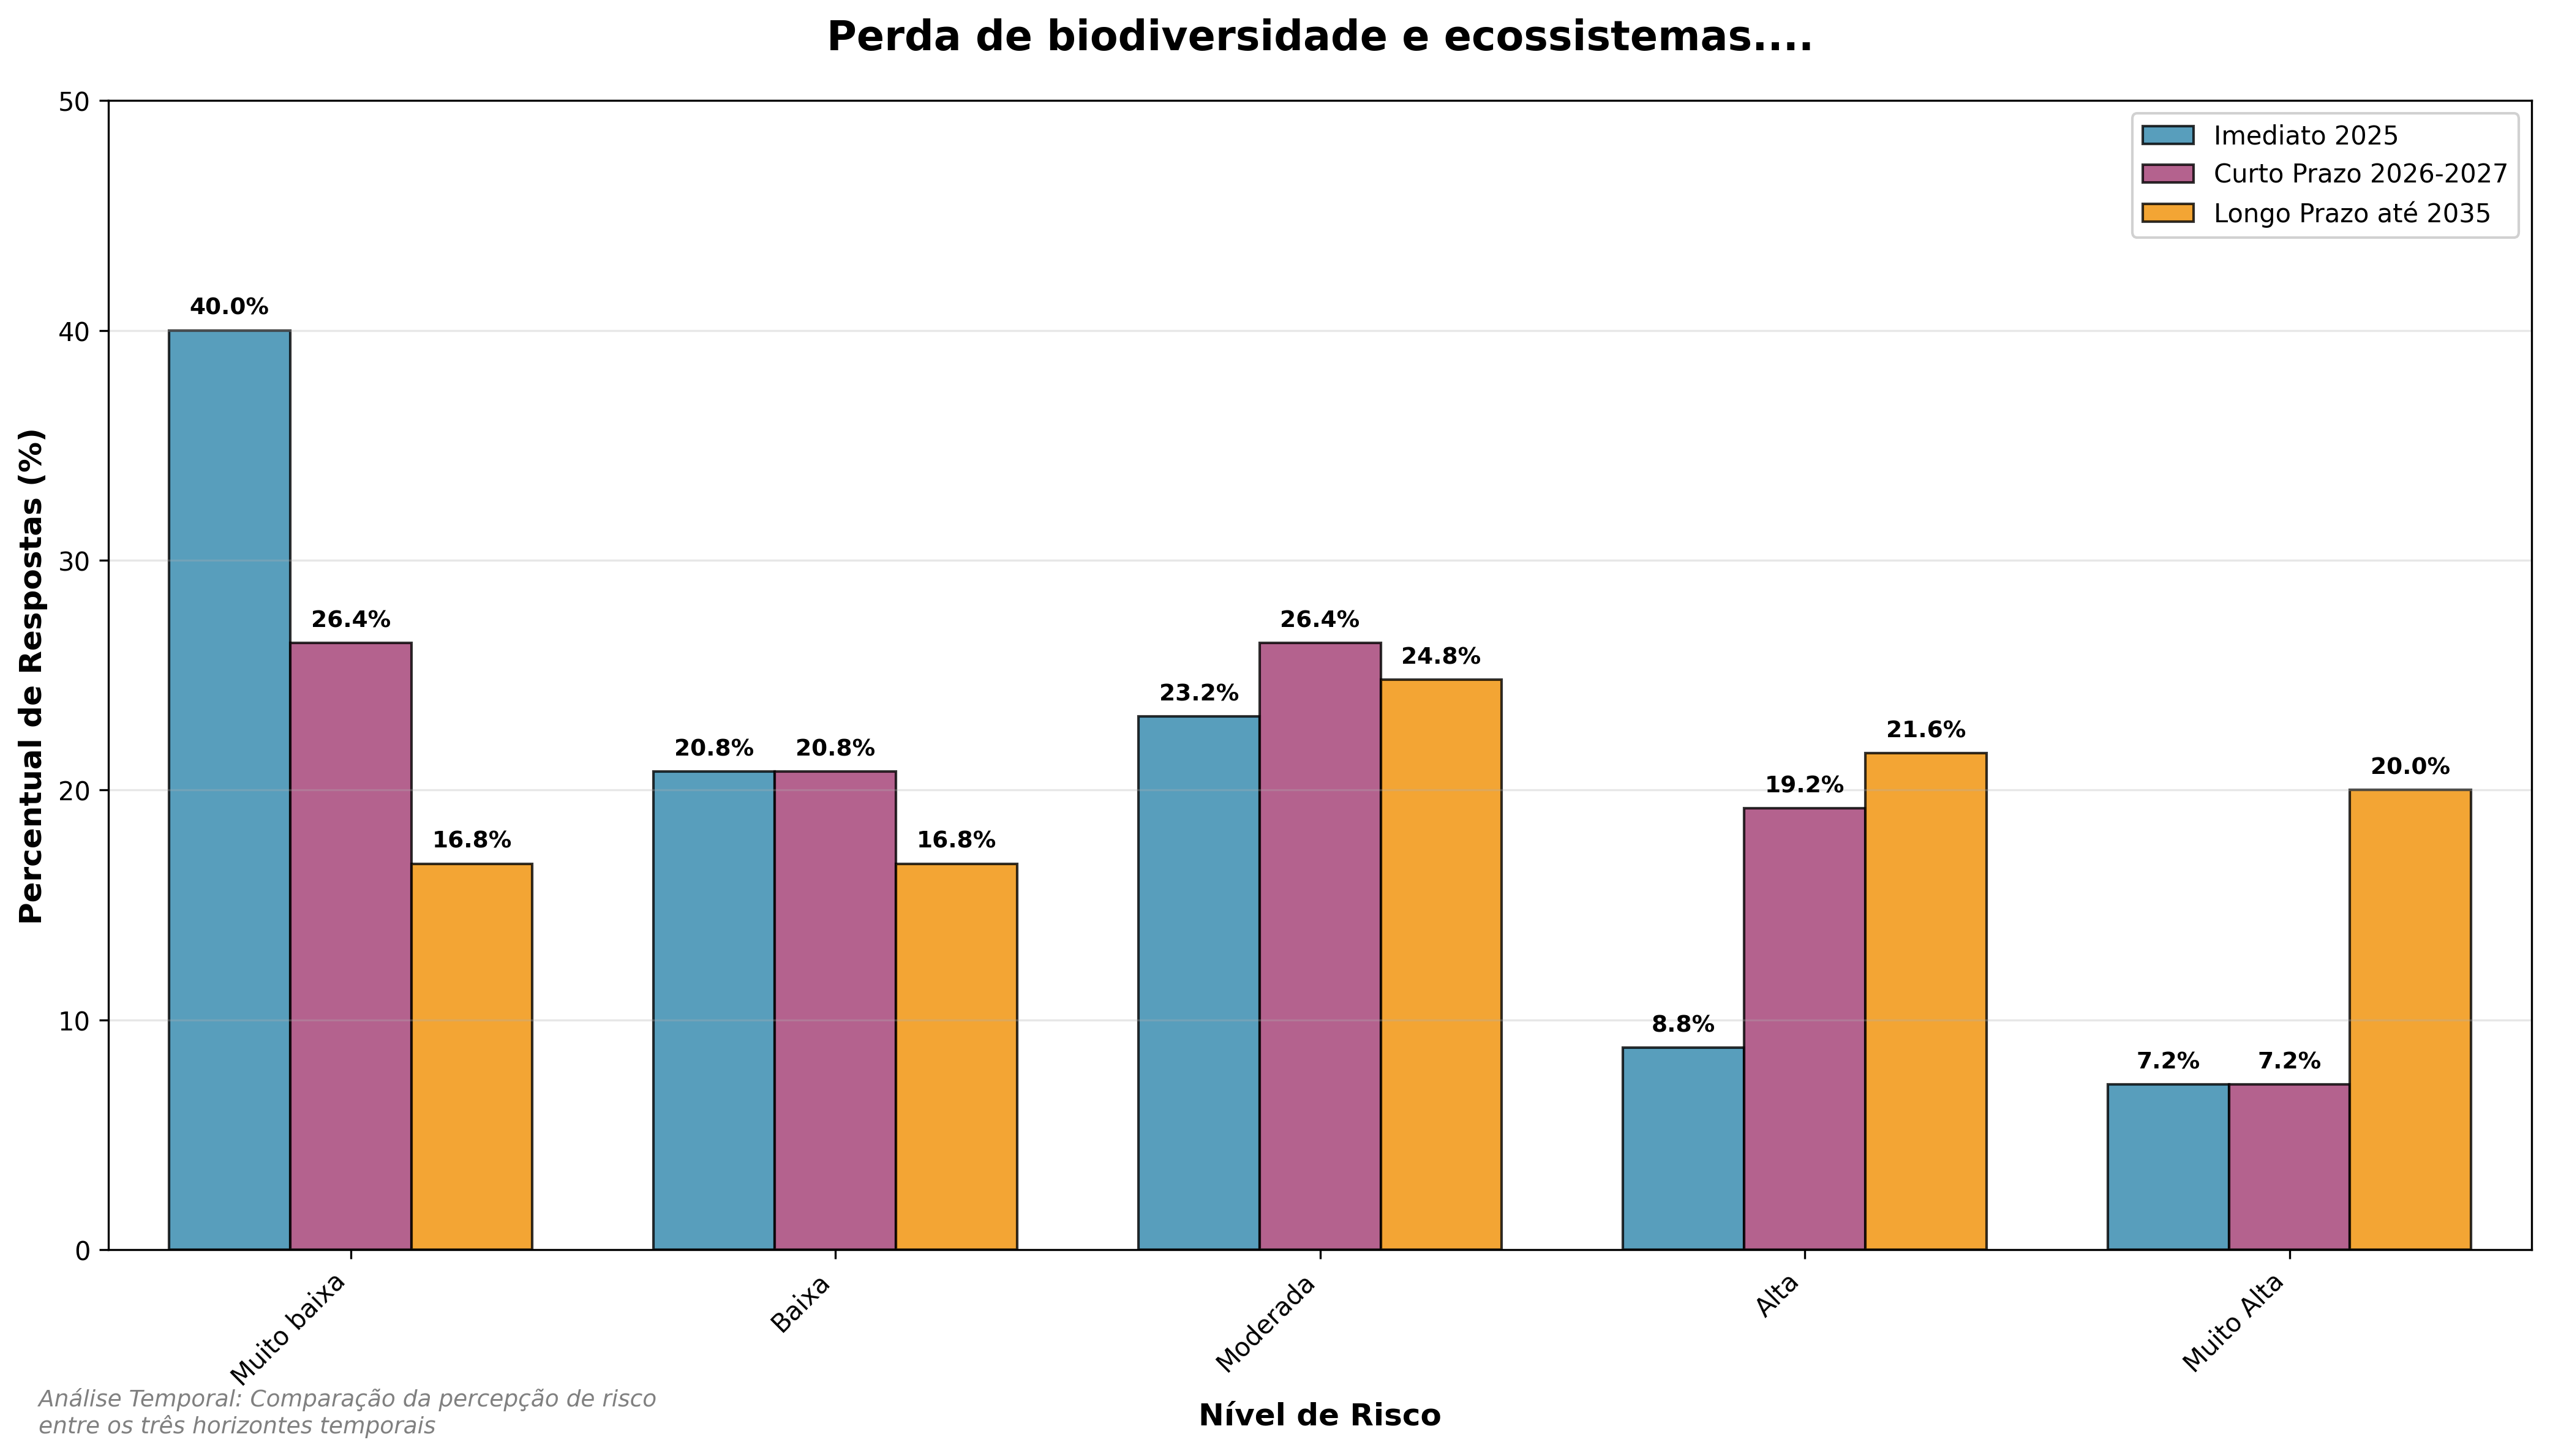 Perda de biodiversidade e ecossistemas....
Percentual de Respostas (%)
50
40
30
20
10
0
Imediato 2025
Curto Prazo 2026-2027
Longo Prazo até 2035
40.0%
26.4%
16.8%
20.8%
20.8%
16.8%
23.2%
26.4%
24.8%
8.8%
19.2%
21.6%
7.2%
7.2%
20.0%
Muito baixa
Baixa
Moderada
Alta
Muito Alta
Nível de Risco
Análise Temporal: Comparação da percepção de risco
entre os três horizontes temporais